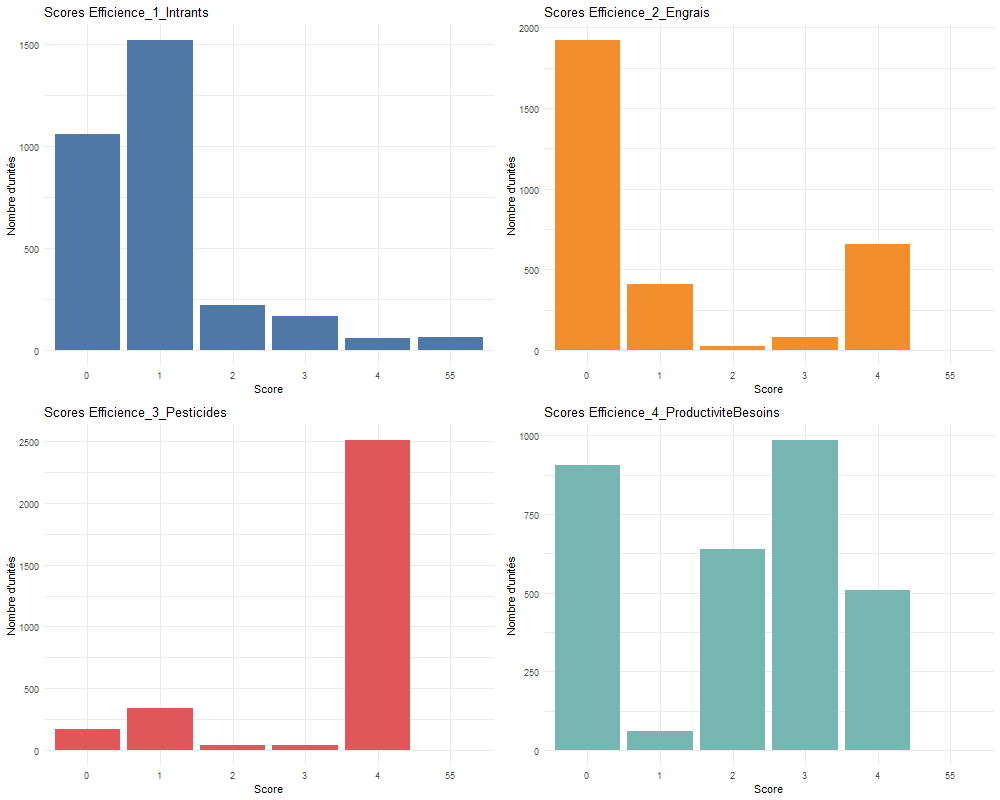 Scores Efficience_1_Intrants
Nombre d'unités
1500
1000
500
0
0 1 2 3 4 55
Score
Scores Efficience_2_Engrais
Nombre d'unités
2000
1500
1000
500
0
0 1 2 3 4 55
Score
Scores Efficience_3_Pesticides
Nombre d'unités
2500
2000
1500
1000
500
0
0 1 2 3 4 55
Score
Scores Efficience_4_ProductiviteBesoins
Nombre d'unités
1000
750
500
250
0
0 1 2 3 4 55
Score